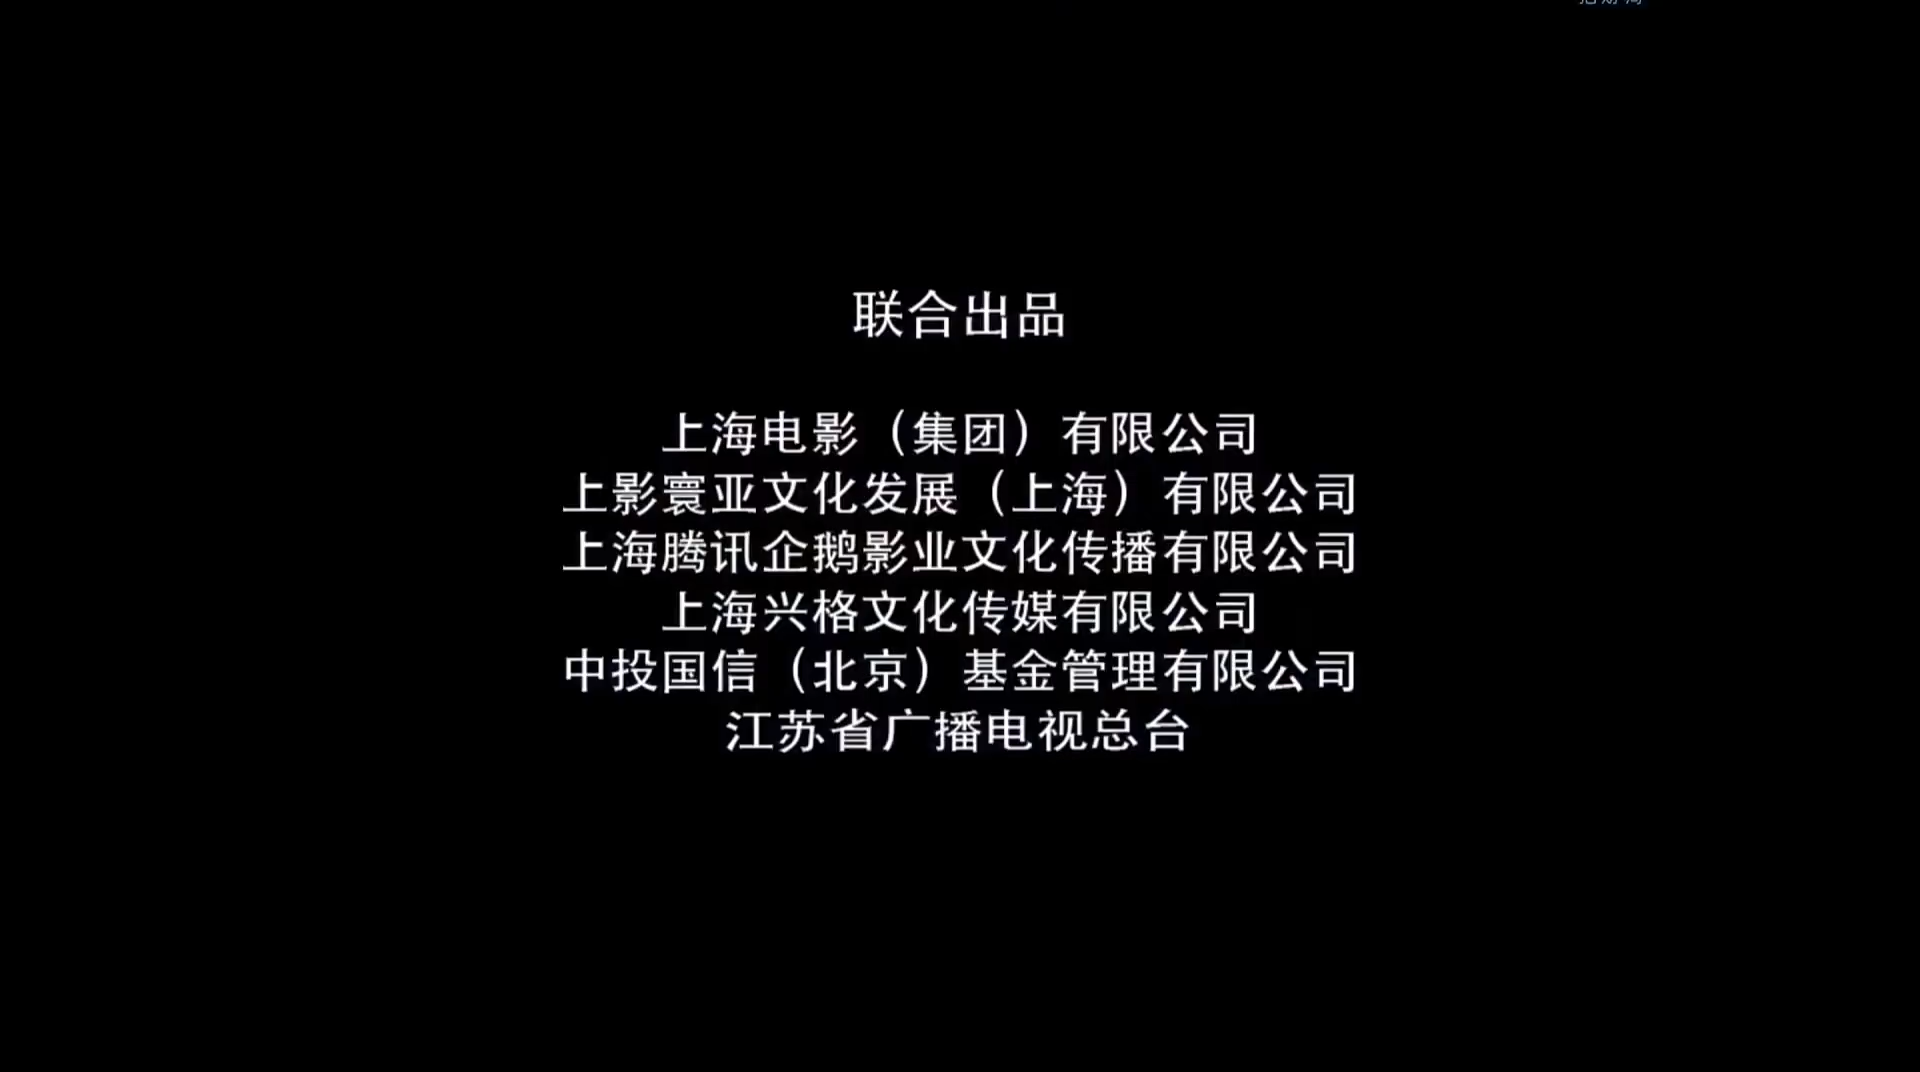 联合出品
上海电影（集团）有限公司
上影寰亚文化发展（上海）有限公司
上海腾讯企鹅影业文化传播有限公司
上海兴格文化传媒有限公司
中投国信（北京）基金管理有限公司
江苏省广播电视总台